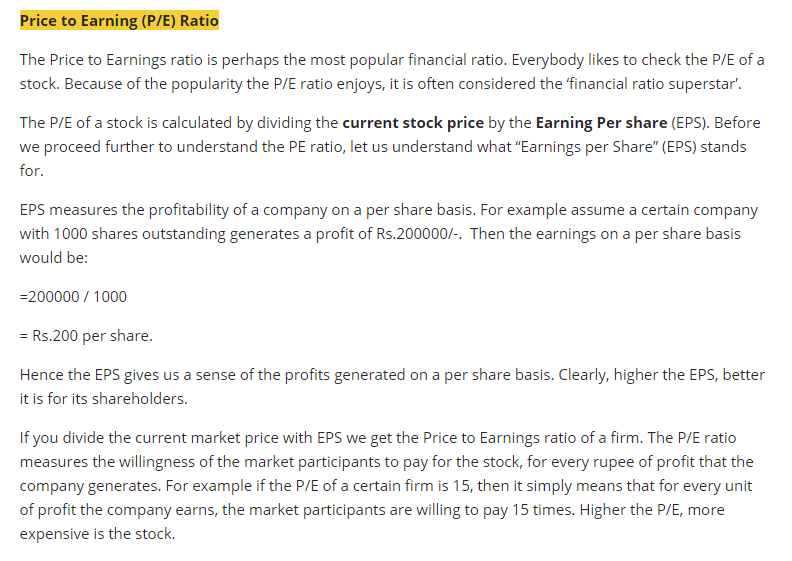 Price to Earning (P/E) Ratio
The Price to Earnings ratio is perhaps the most popular financial ratio. Everybody likes to check the P/E of a
stock. Because of the popularity the P/E ratio enjoys, it is often considered the ‘financial ratio superstar’.
The P/E of a stock is calculated by dividing the current stock price by the Earning Per share (EPS). Before
we proceed further to understand the PE ratio, let us understand what “Earnings per Share” (EPS) stands
for.
EPS measures the profitability of a company on a per share basis. For example assume a certain company
with 1000 shares outstanding generates a profit of Rs.200000/-.  Then the earnings on a per share basis
would be:
=200000 / 1000
= Rs.200 per share.
Hence the EPS gives us a sense of the profits generated on a per share basis. Clearly, higher the EPS, better
it is for its shareholders.
If you divide the current market price with EPS we get the Price to Earnings ratio of a firm. The P/E ratio
measures the willingness of the market participants to pay for the stock, for every rupee of profit that the
company generates. For example if the P/E of a certain firm is 15, then it simply means that for every unit
of profit the company earns, the market participants are willing to pay 15 times. Higher the P/E, more
expensive is the stock.